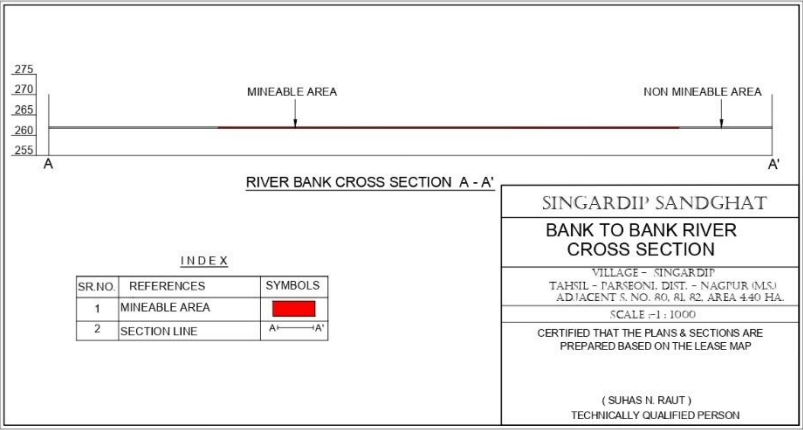 275
270
265
260
255
MINEABLE AREA
NON MINEABLE AREA
A
A'
RIVER BANK CROSS SECTION A - A'
INDEX
SR.NO. REFERENCES SYMBOLS
1 MINEABLE AREA
2 SECTION LINE A A'
SINGARDIP SANDGHAT
BANK TO BANK RIVER
CROSS SECTION
VILLAGE - SINGARDIP
TAHSIL - PARSEONI, DIST. - NAGPUR (M.S.)
ADJACENT S. NO. 80, 81, 82, AREA 4.40 HA.
SCALE :-1 : 1000
CERTIFIED THAT THE PLANS & SECTIONS ARE
PREPARED BASED ON THE LEASE MAP
( SUHAS N. RAUT )
TECHNICALLY QUALIFIED PERSON